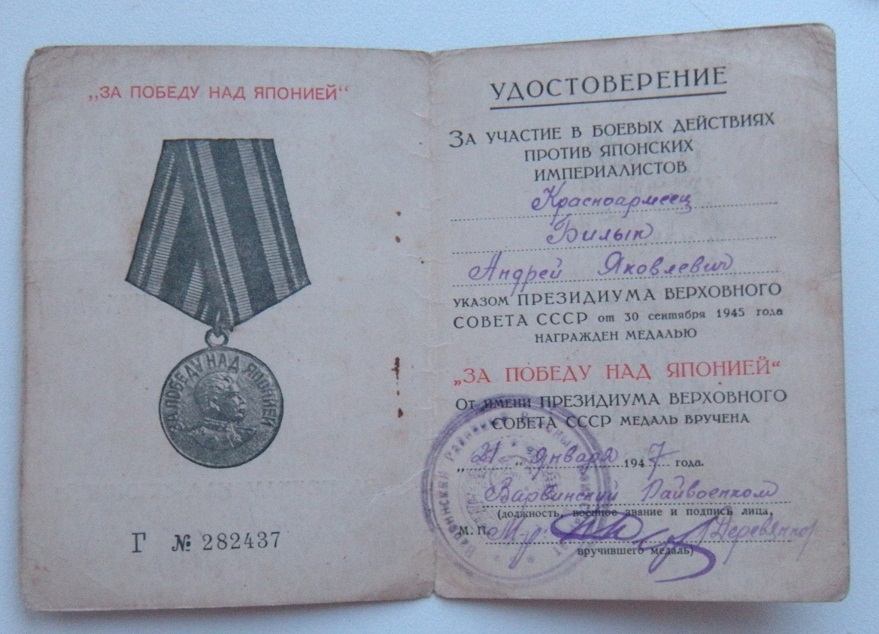 „ЗА ПОБЕДУ НАД ЯПОНИЕЙ“
ЗА ПОБЕДУ НАД ЯПОНИЕЙ
Г № 282437
УДОСТОВЕРЕНИЕ
ЗА УЧАСТИЕ В БОЕВЫХ ДЕЙСТВИЯХ
ПРОТИВ ЯПОНСКИХ
ИМПЕРИАЛИСТОВ
Красноармеец
Билык
Андрей Яковлевич
УКАЗОМ ПРЕЗИДИУМА ВЕРХОВНОГО
СОВЕТА СССР от 30 сентября 1945 года
НАГРАЖДЕН МЕДАЛЬЮ
„ЗА ПОБЕДУ НАД ЯПОНИЕЙ“
ОТ ИМЕНИ ПРЕЗИДИУМА ВЕРХОВНОГО
СОВЕТА СССР МЕДАЛЬ ВРУЧЕНА
„21“ января 1947 года.
Варвинский Райвоенком
(должность, военное звание и подпись лица,
М. П. М-р Деревянко
вручившего медаль)